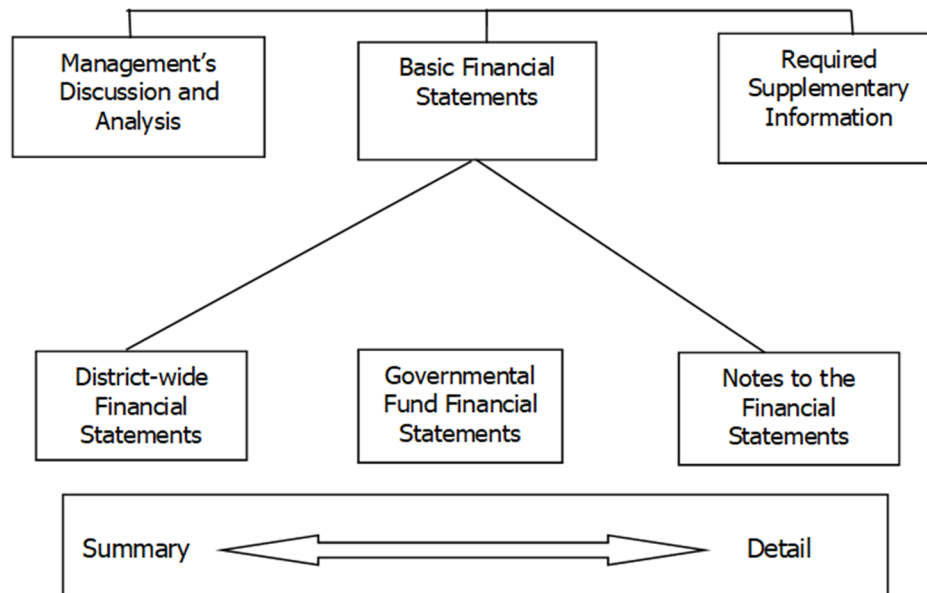 Management’s
Discussion and
Analysis
Basic Financial
Statements
Required
Supplementary
Information
District-wide
Financial
Statements
Governmental
Fund Financial
Statements
Notes to the
Financial
Statements
Summary
Detail